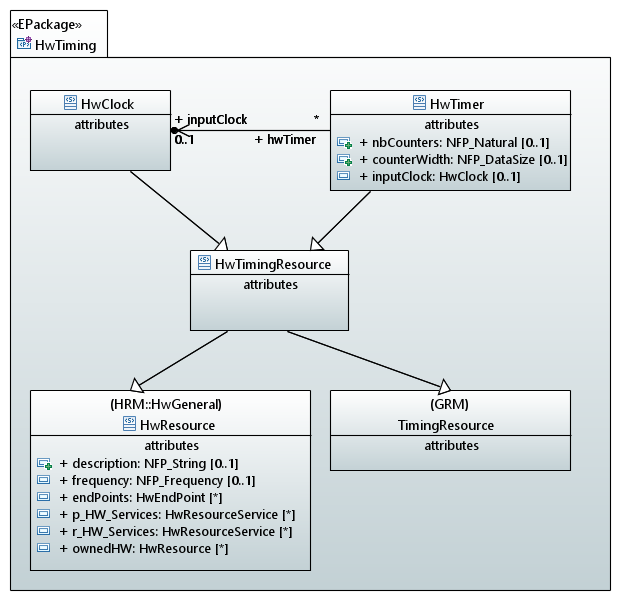 «EPackage»
HwTiming
HwClock
attributes
+ inputClock
*
0..1
+ hwTimer
HwTimer
attributes
+ nbCounters: NFP_Natural [0..1]
+ counterWidth: NFP_DataSize [0..1]
+ inputClock: HwClock [0..1]
HwTimingResource
attributes
(HRM::HwGeneral)
HwResource
attributes
+ description: NFP_String [0..1]
+ frequency: NFP_Frequency [0..1]
+ endPoints: HwEndPoint [*]
+ p_HW_Services: HwResourceService [*]
+ r_HW_Services: HwResourceService [*]
+ ownedHW: HwResource [*]
(GRM)
TimingResource
attributes